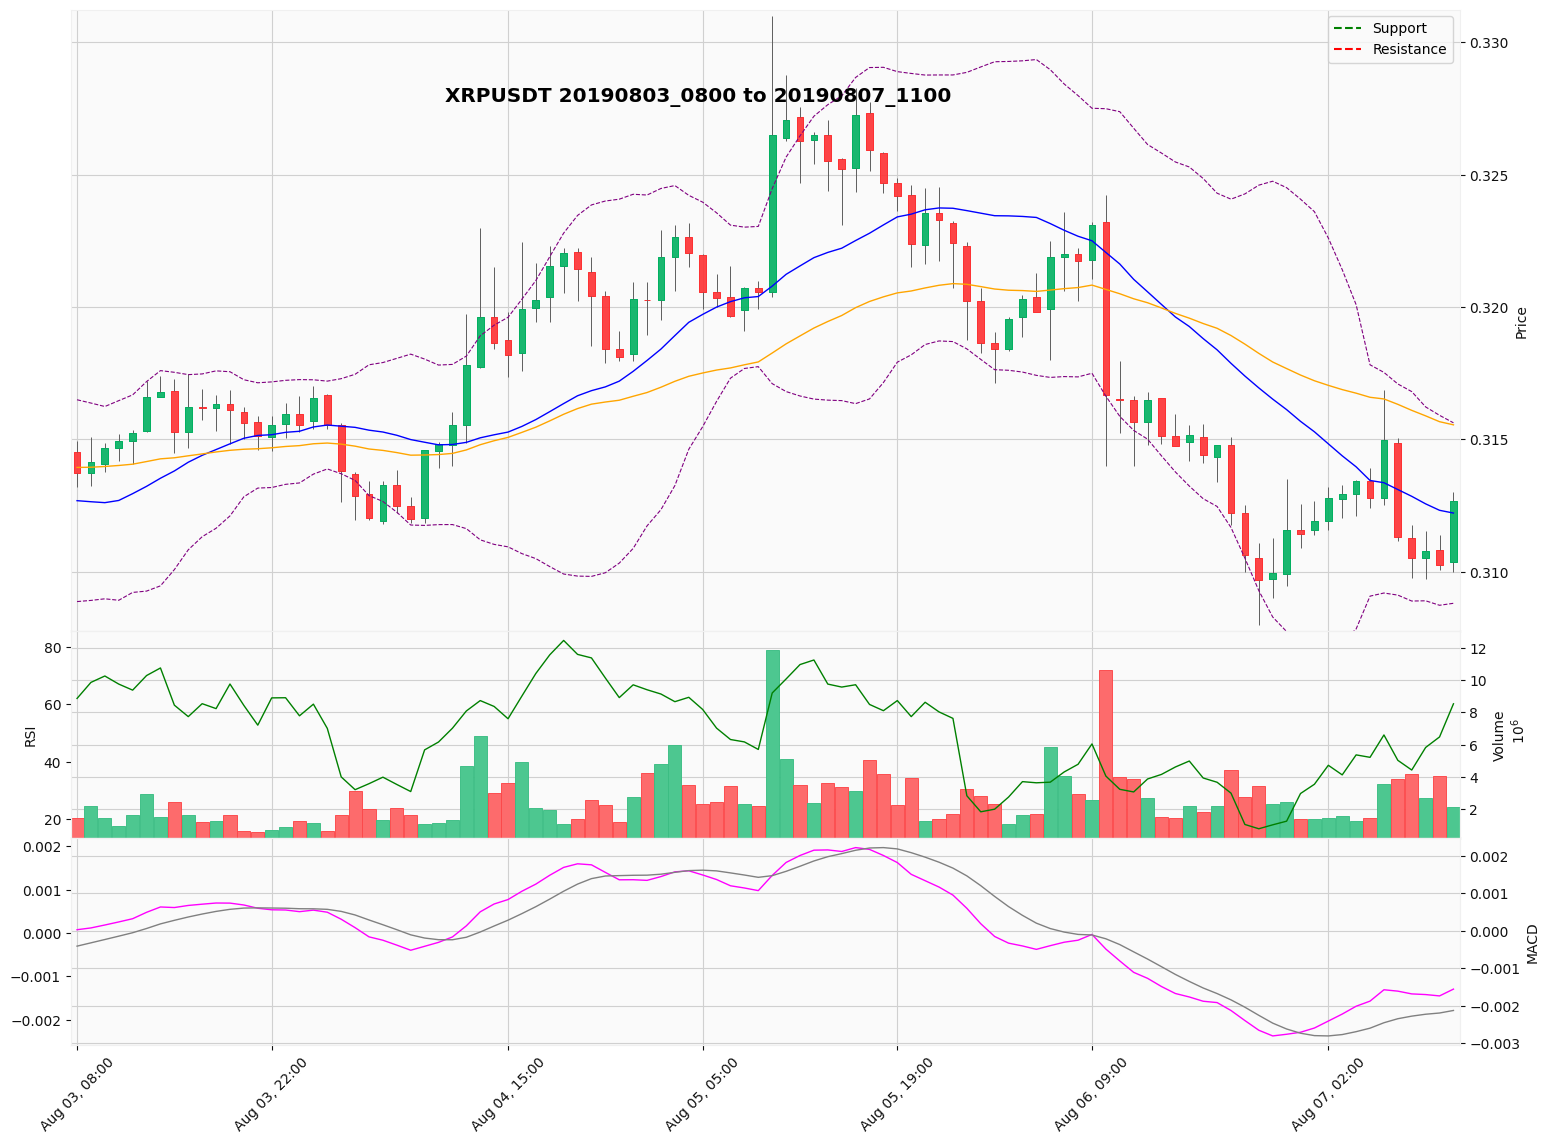 XRPUSDT 20190803_0800 to 20190807_1100
Support
Resistance
0.330
0.325
0.320
0.315
0.310
Price
80
60
40
20
RSI
12
10
8
6
4
2
Volume
10^6
0.002
0.001
0.000
−0.001
−0.002
0.002
0.001
0.000
−0.001
−0.002
−0.003
MACD
Aug 03, 08:00
Aug 03, 22:00
Aug 04, 15:00
Aug 05, 05:00
Aug 05, 19:00
Aug 06, 09:00
Aug 07, 02:00